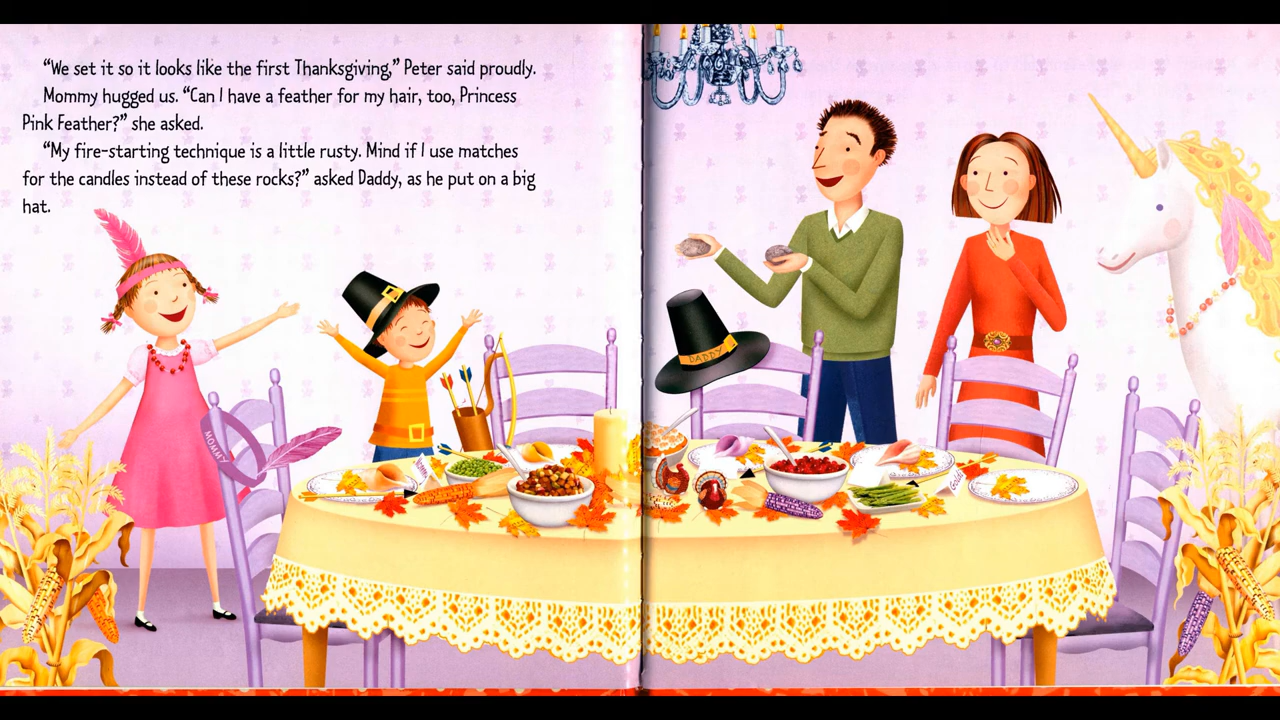 “We set it so it looks like the first Thanksgiving,” Peter said proudly.
Mommy hugged us. “Can I have a feather for my hair, too, Princess
Pink Feather?” she asked.
“My fire-starting technique is a little rusty. Mind if I use matches
for the candles instead of these rocks?” asked Daddy, as he put on a big
hat.
MOMMY
DADDY